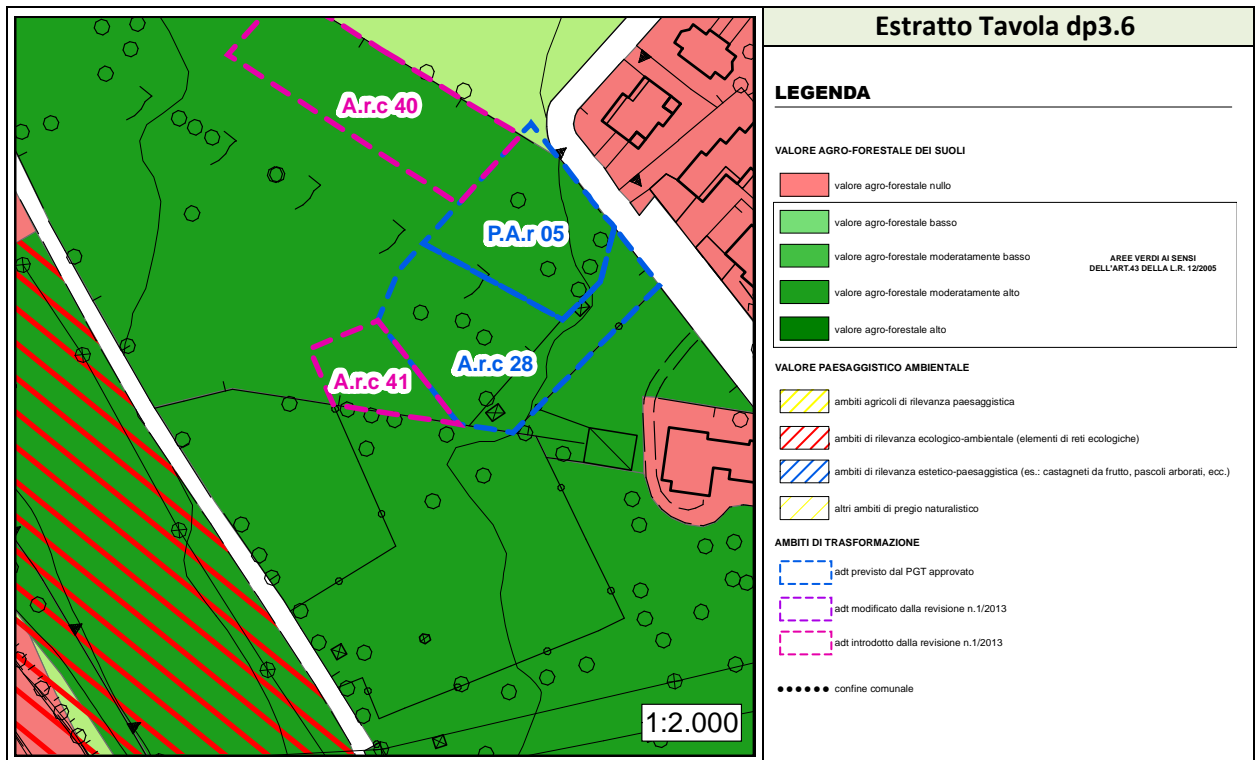 Estratto Tavola dp3.6
A.r.c 40
P.A.r 05
A.r.c 28
A.r.c 41
1:2.000
LEGENDA
VALORE AGRO-FORESTALE DEI SUOLI
valore agro-forestale nullo
valore agro-forestale basso
valore agro-forestale moderatamente basso
valore agro-forestale moderatamente alto
valore agro-forestale alto
AREE VERDI AI SENSI
DELL'ART.43 DELLA L.R. 12/2005
VALORE PAESAGGISTICO AMBIENTALE
ambiti agricoli di rilevanza paesaggistica
ambiti di rilevanza ecologico-ambientale (elementi di reti ecologiche)
ambiti di rilevanza estetico-paesaggistica (es.: castagneti da frutto, pascoli arborati, ecc.)
altri ambiti di pregio naturalistico
AMBITI DI TRASFORMAZIONE
adt previsto dal PGT approvato
adt modificato dalla revisione n.1/2013
adt introdotto dalla revisione n.1/2013
confine comunale